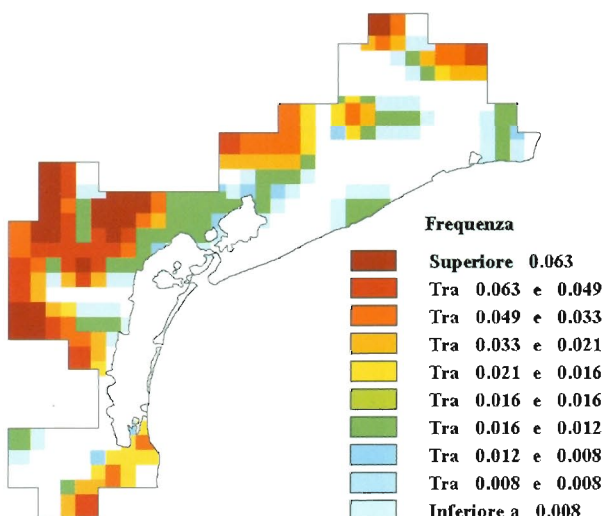 Frequenza
Superiore 0.063
Tra 0.063 e 0.049
Tra 0.049 e 0.033
Tra 0.033 e 0.021
Tra 0.021 e 0.016
Tra 0.016 e 0.016
Tra 0.016 e 0.012
Tra 0.012 e 0.008
Tra 0.008 e 0.008
Inferiore a 0.008